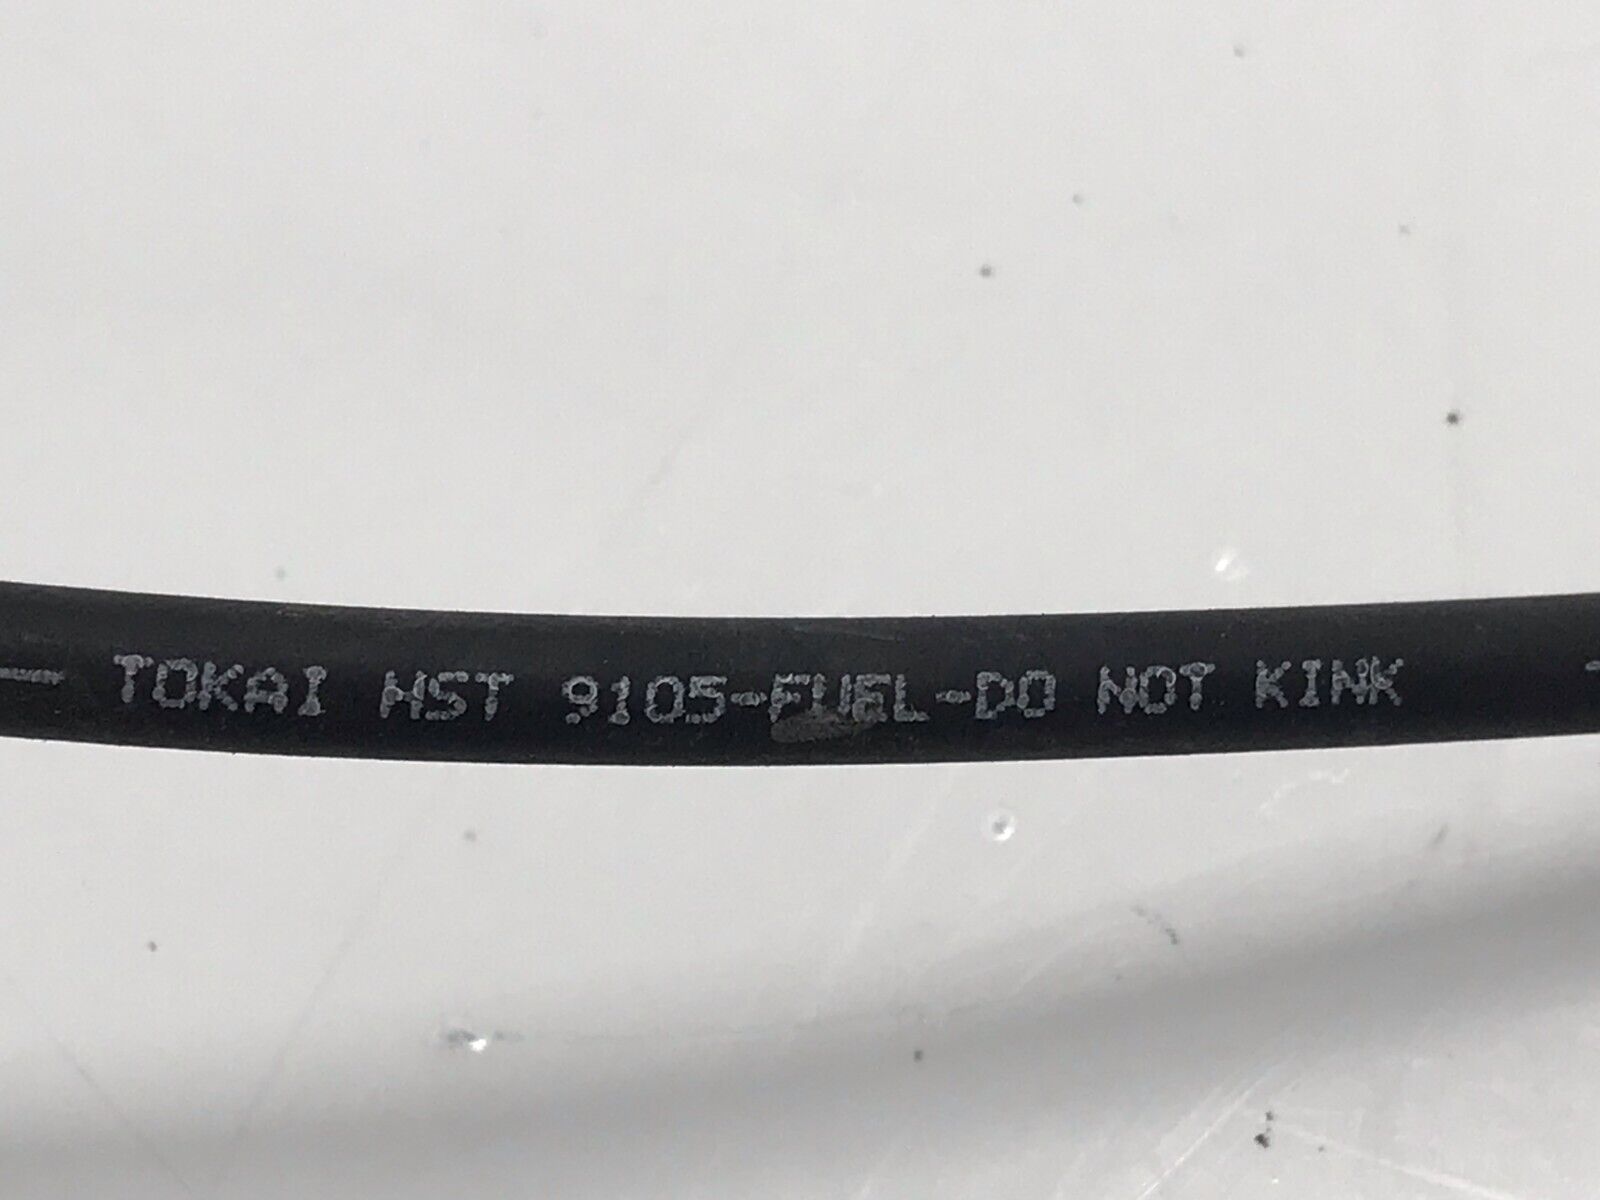 TOKAI HST 9105-FUEL-DO NOT KINK